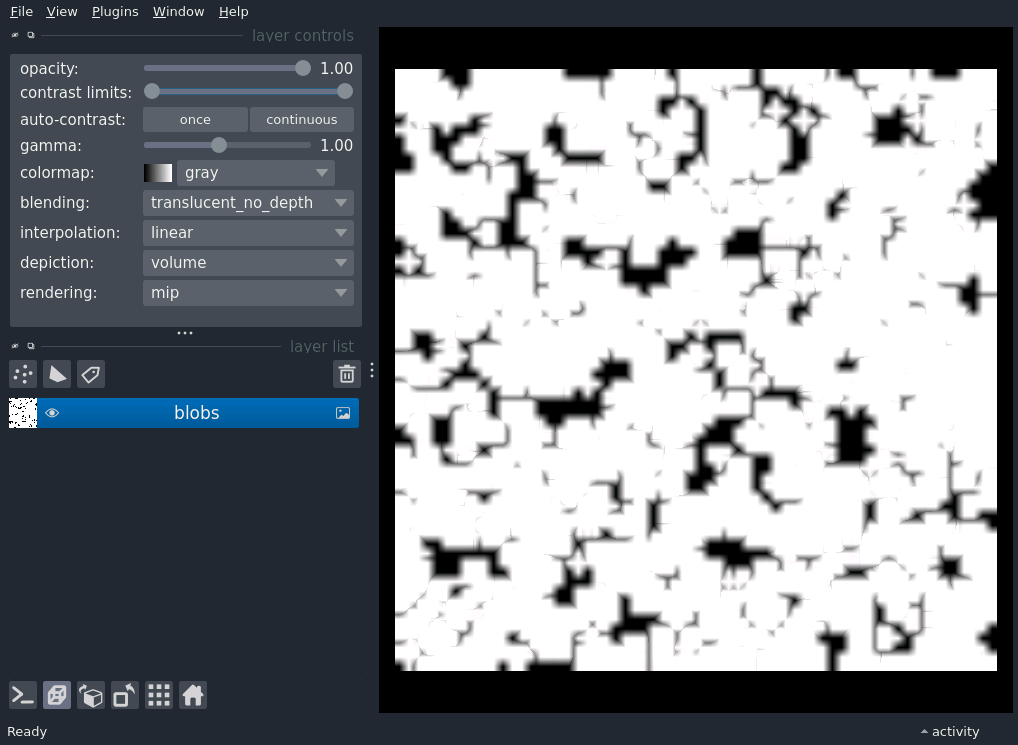 File View Plugins Window Help
layer controls
opacity: 1.00
contrast limits:
auto-contrast: once continuous
gamma: 1.00
colormap: gray
blending: translucent_no_depth
interpolation: linear
depiction: volume
rendering: mip
layer list
blobs
Ready activity